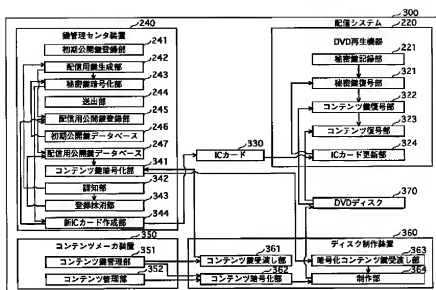 300
配信システム
240
鍵管理センタ装置
241
初期公開鍵登録部
242
配信用鍵生成部
243
秘密鍵暗号化部
244
送出部
245
配信用公開鍵登録部
246
初期公開鍵データベース
247
配信用公開鍵データベース
341
コンテンツ鍵暗号化部
342
認知部
343
登録抹消部
344
新ICカード作成部
220
DVD再生機器
221
秘密鍵記録部
321
秘密鍵復号部
322
コンテンツ鍵復号部
323
コンテンツ復号部
324
ICカード更新部
330
ICカード
370
DVDディスク
350
コンテンツメーカ装置
351
コンテンツ鍵管理部
352
コンテンツ管理部
360
ディスク制作装置
361
コンテンツ鍵受渡し部
362
コンテンツ暗号化部
363
暗号化コンテンツ鍵受渡し部
364
制作部